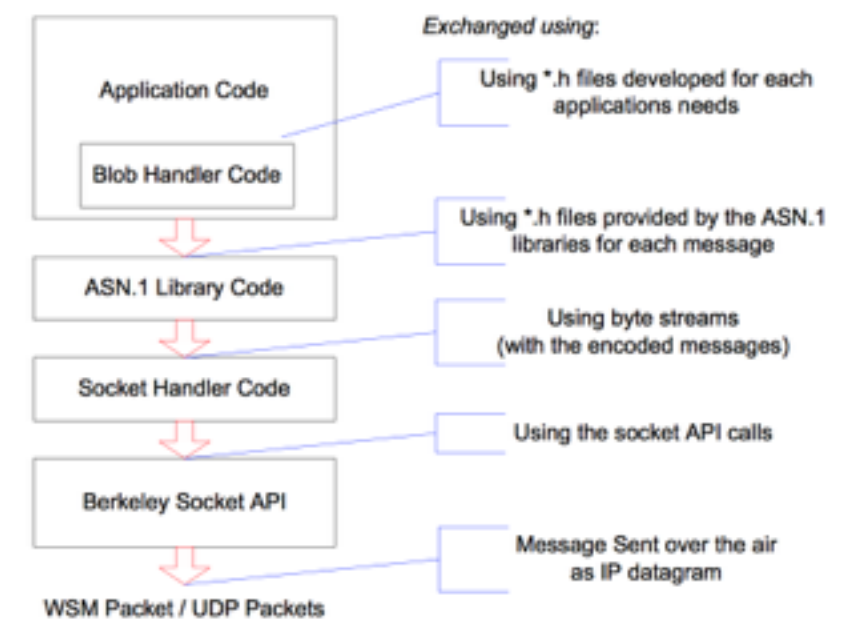 Exchanged using:
Application Code
Using *.h files developed for each
applications needs
Blob Handler Code
Using *.h files provided by the ASN.1
libraries for each message
ASN.1 Library Code
Using byte streams
(with the encoded messages)
Socket Handler Code
Using the socket API calls
Berkeley Socket API
Message Sent over the air
as IP datagram
WSM Packet / UDP Packets